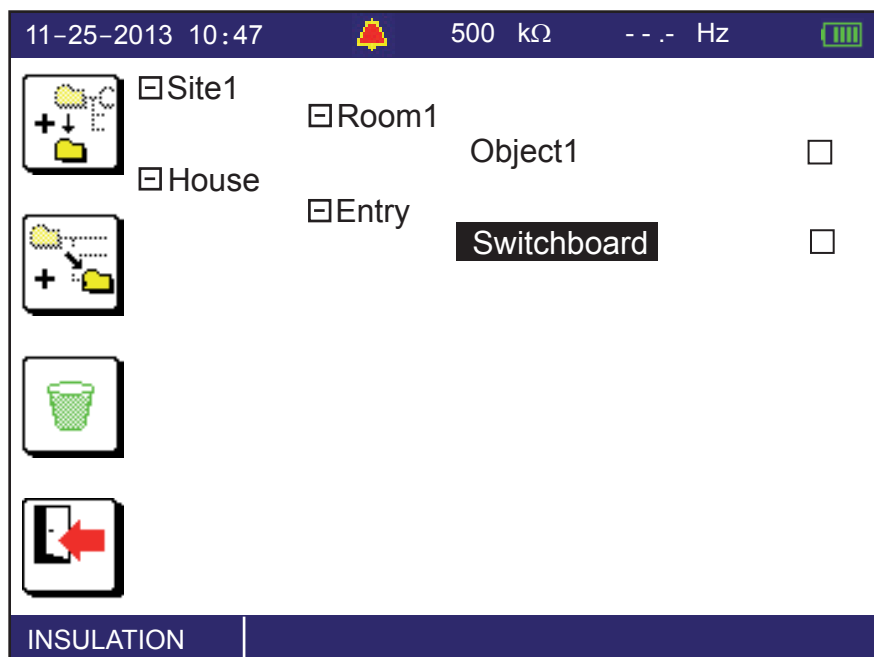 11-25-2013 10:47 500 kΩ - - .- Hz
Site1
Room1
Object1
House
Entry
Switchboard
INSULATION